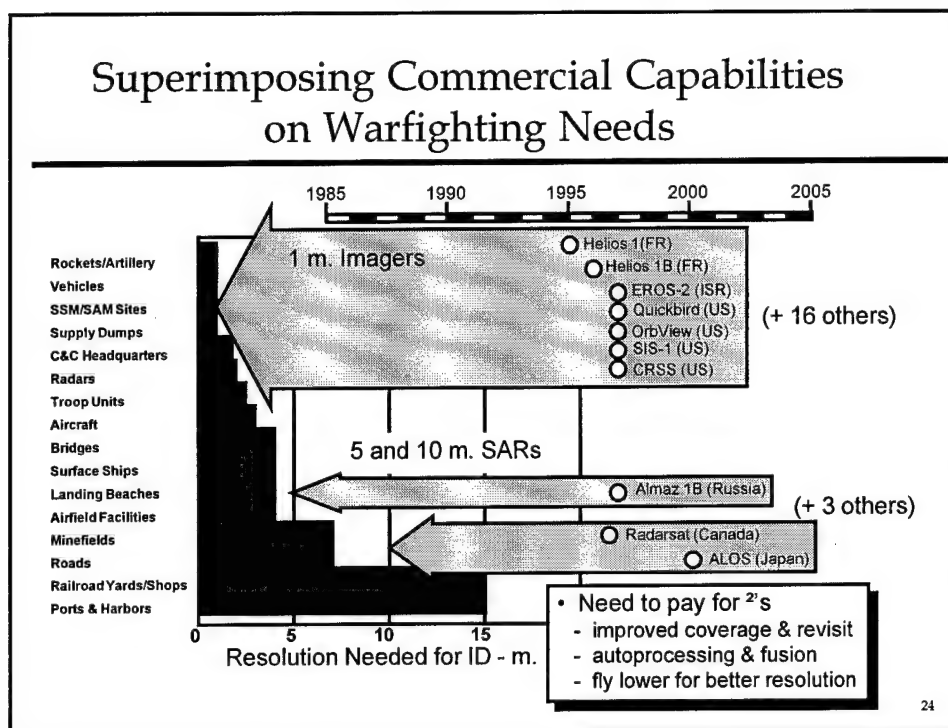 Superimposing Commercial Capabilities
on Warfighting Needs
1985 1990 1995 2000 2005
1 m. Imagers
Helios 1(FR)
Helios 1B (FR)
EROS-2 (ISR)
Quickbird (US)
OrbView (US)
SIS-1 (US)
CRSS (US)
(+ 16 others)
Rockets/Artillery
Vehicles
SSM/SAM Sites
Supply Dumps
C&C Headquarters
Radars
Troop Units
Aircraft
Bridges
Surface Ships
Landing Beaches
Airfield Facilities
Minefields
Roads
Railroad Yards/Shops
Ports & Harbors
5 and 10 m. SARs
Almaz 1B (Russia)
(+ 3 others)
Radarsat (Canada)
ALOS (Japan)
0 5 10 15
Resolution Needed for ID - m.
• Need to pay for ²'s
- improved coverage & revisit
- autoprocessing & fusion
- fly lower for better resolution
24